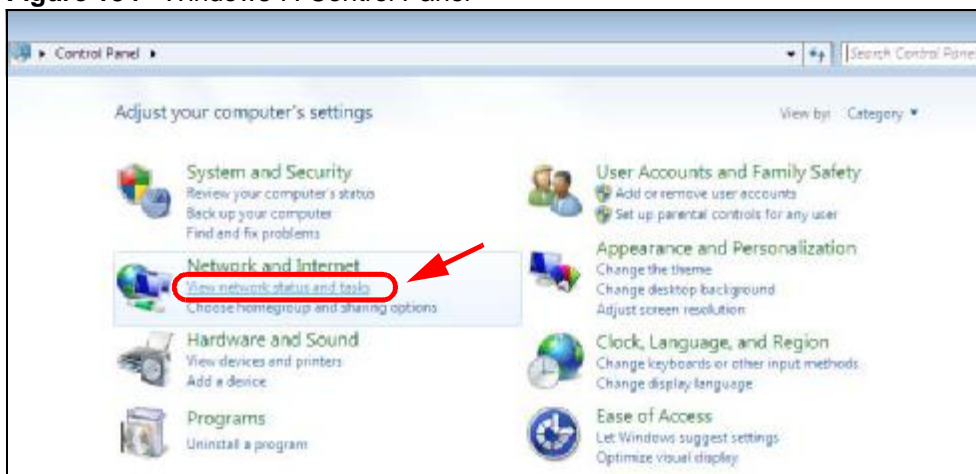 Control Panel
Search Control Pane
Adjust your computer's settings
View by: Category
System and Security
Review your computer's status
Back up your computer
Find and fix problems
Network and Internet
View network status and tasks
Choose homegroup and sharing options
Hardware and Sound
View devices and printers
Add a device
Programs
Uninstall a program
User Accounts and Family Safety
Add or remove user accounts
Set up parental controls for any user
Appearance and Personalization
Change the theme
Change desktop background
Adjust screen resolution
Clock, Language, and Region
Change keyboards or other input methods
Change display language
Ease of Access
Let Windows suggest settings
Optimize visual display